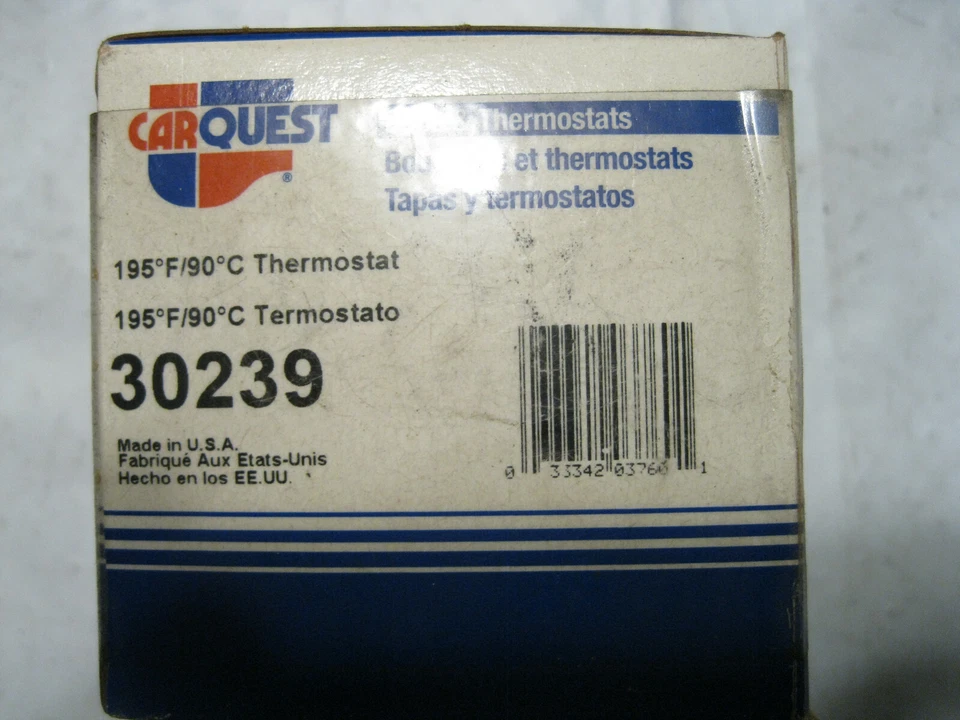 CARQUEST
®
Thermostats
et thermostats
Tapas y termostatos
195°F/90°C Thermostat
195°F/90°C Termostato
30239
Made in U.S.A.
Fabriqué Aux Etats-Unis
Hecho en los EE.UU.
0 33342 03760 1